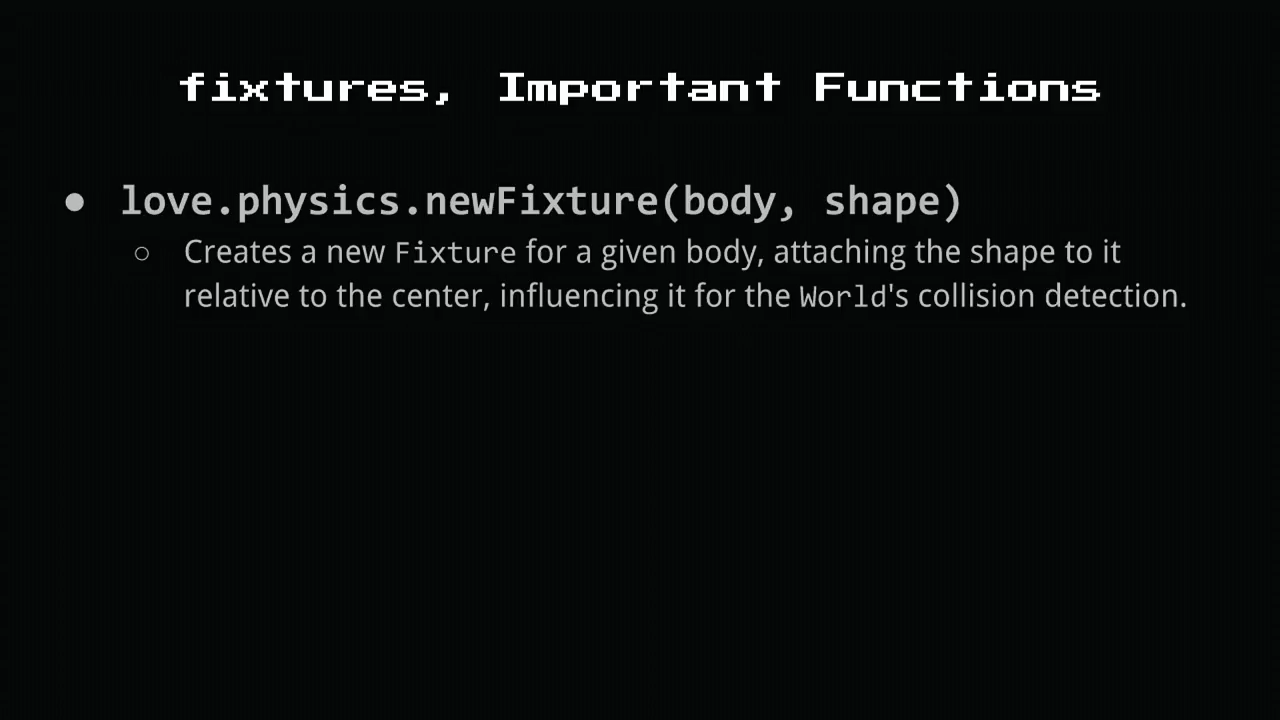 fixtures, Important Functions
● love.physics.newFixture(body, shape)
○ Creates a new Fixture for a given body, attaching the shape to it
relative to the center, influencing it for the World's collision detection.